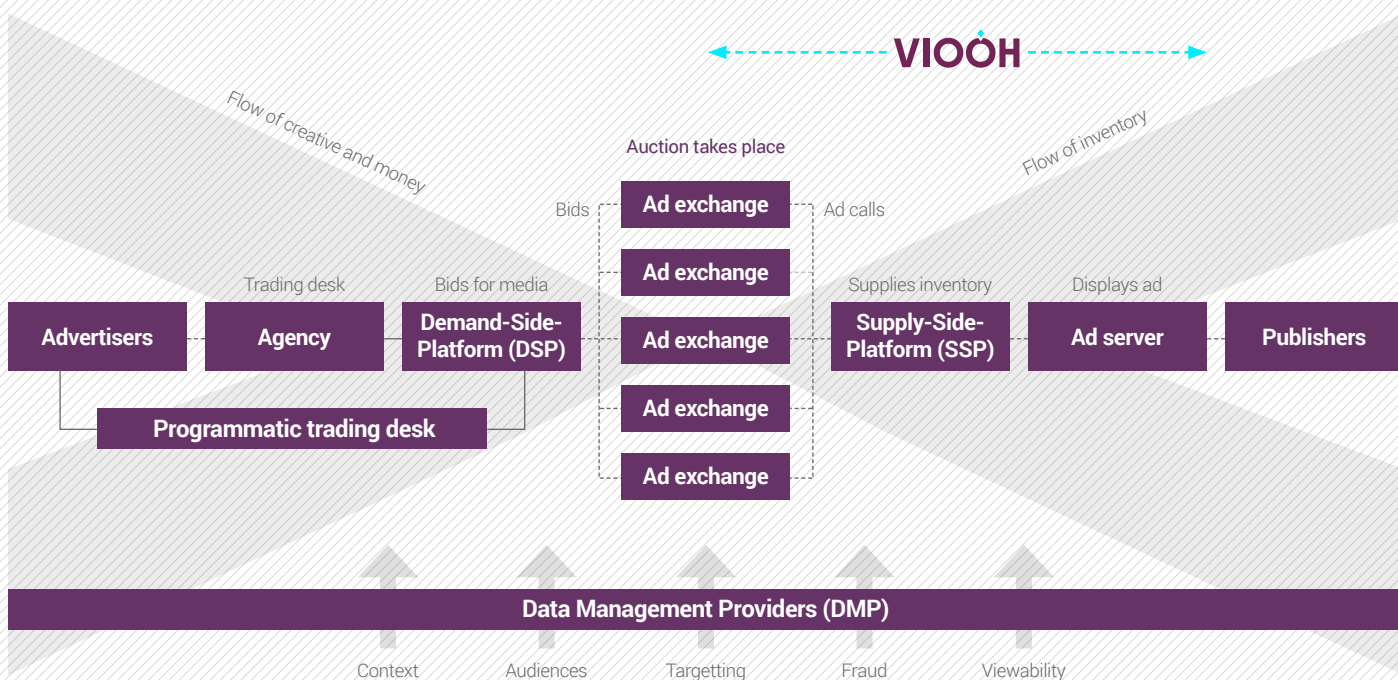 VIOOH
Flow of creative and money
Flow of inventory
Auction takes place
Bids
Ad exchange
Ad calls
Ad exchange
Trading desk
Bids for media
Supplies inventory
Displays ad
Advertisers
Agency
Demand-Side-
Platform (DSP)
Ad exchange
Supply-Side-
Platform (SSP)
Ad server
Publishers
Ad exchange
Programmatic trading desk
Ad exchange
Data Management Providers (DMP)
Context
Audiences
Targetting
Fraud
Viewability